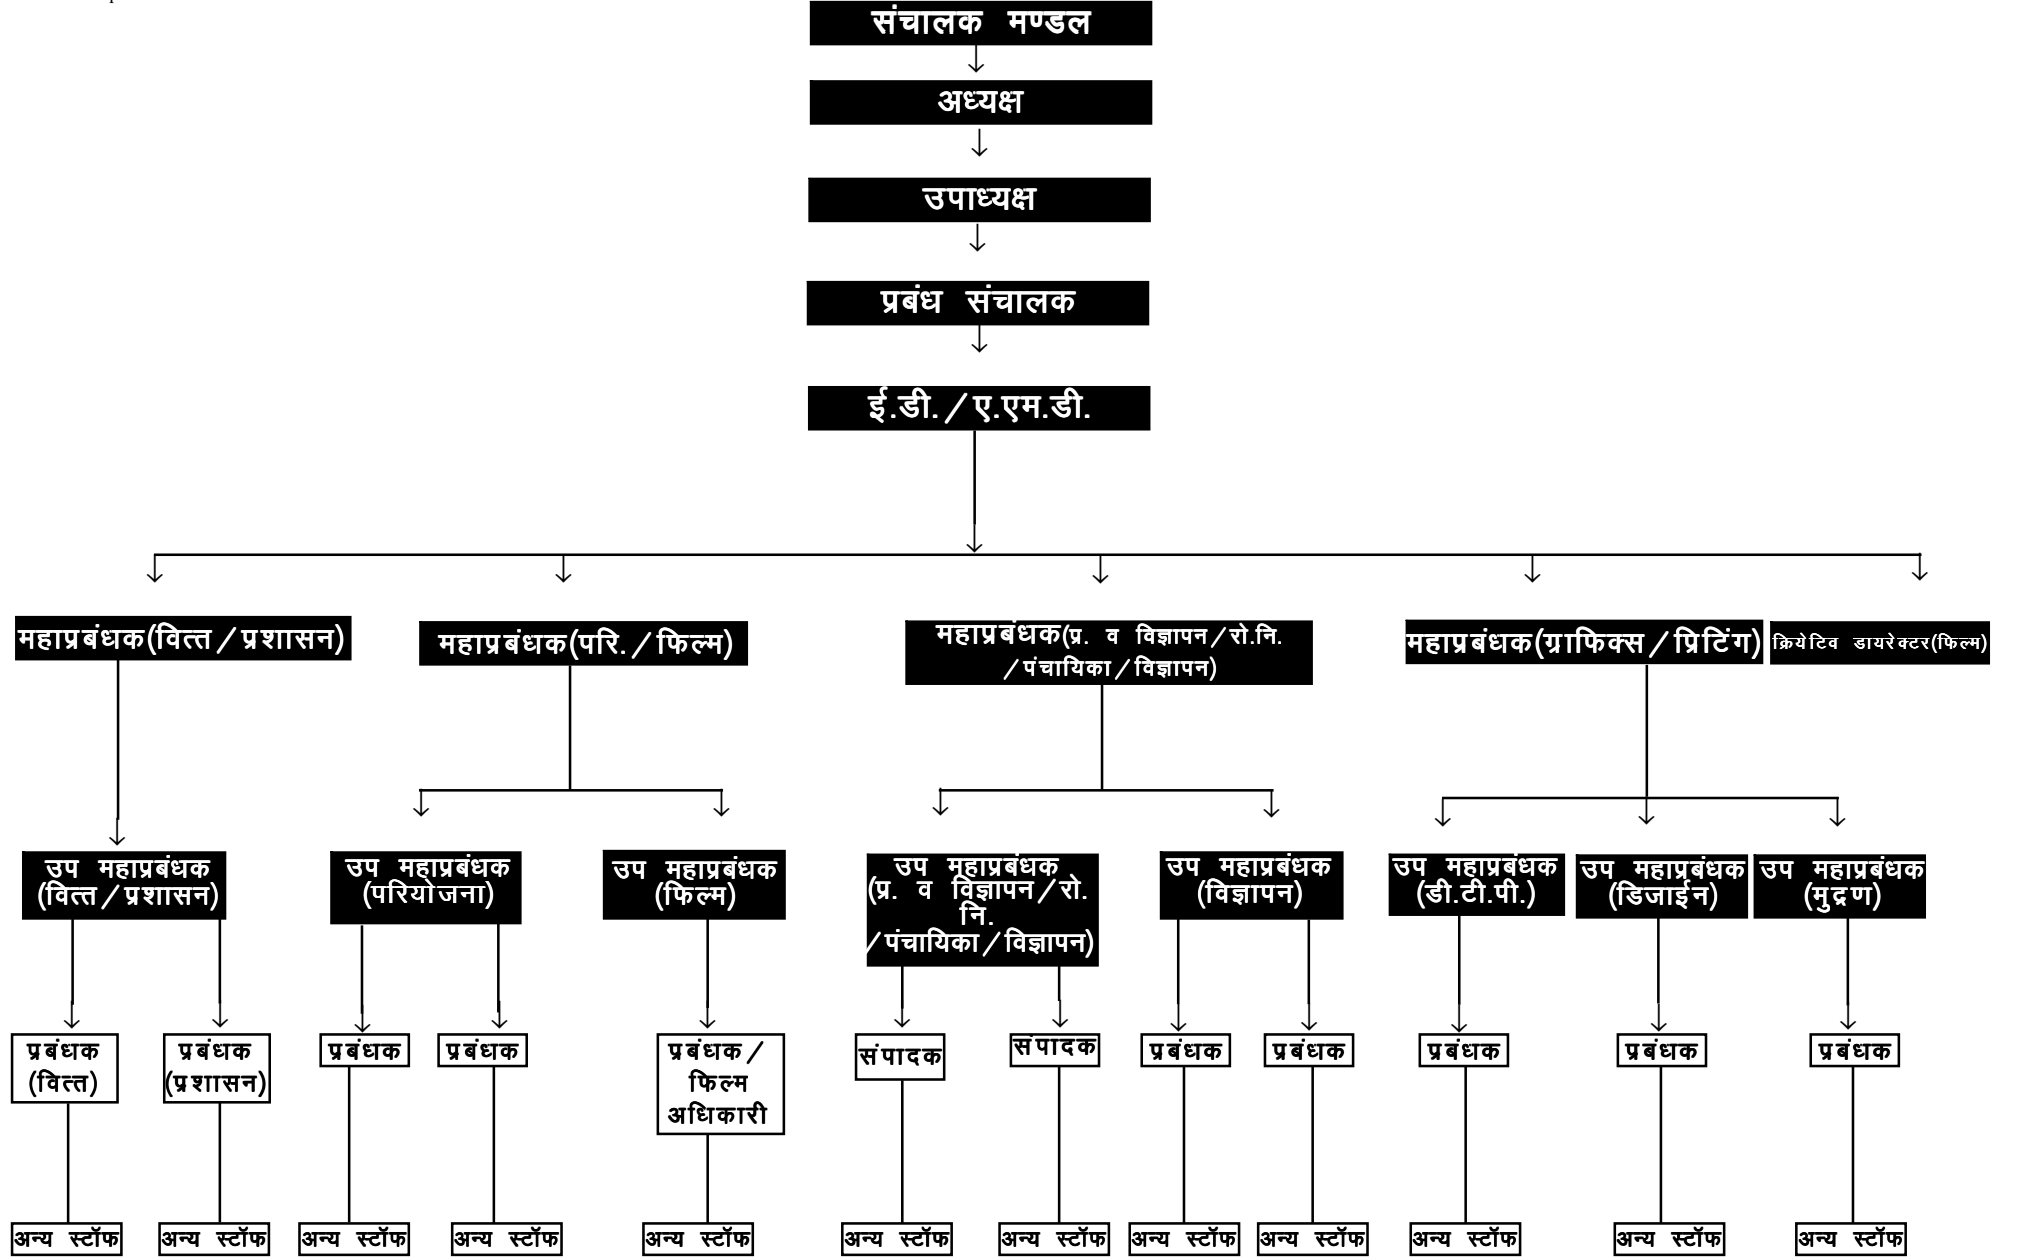 संचालक मण्डल
अध्यक्ष
उपाध्यक्ष
प्रबंध संचालक
ई.डी./ए.एम.डी.
महाप्रबंधक(वित्त/प्रशासन)
महाप्रबंधक(परि./फिल्म)
महाप्रबंधक(प्र. व विज्ञापन/रो.नि.
/पंचायिका/विज्ञापन)
महाप्रबंधक(ग्राफिक्स/प्रिटिंग)
क्रियेटिव डायरेक्टर(फिल्म)
उप महाप्रबंधक
(वित्त/प्रशासन)
उप महाप्रबंधक
(परियोजना)
उप महाप्रबंधक
(फिल्म)
उप महाप्रबंधक
(प्र. व विज्ञापन/रो.
नि.
/पंचायिका/विज्ञापन)
उप महाप्रबंधक
(विज्ञापन)
उप महाप्रबंधक
(डी.टी.पी.)
उप महाप्रबंधक
(डिजाईन)
उप महाप्रबंधक
(मुद्रण)
प्रबंधक
(वित्त)
प्रबंधक
(प्रशासन)
प्रबंधक
प्रबंधक
प्रबंधक/
फिल्म
अधिकारी
संपादक
संपादक
प्रबंधक
प्रबंधक
प्रबंधक
प्रबंधक
प्रबंधक
अन्य स्टॉफ
अन्य स्टॉफ
अन्य स्टॉफ
अन्य स्टॉफ
अन्य स्टॉफ
अन्य स्टॉफ
अन्य स्टॉफ
अन्य स्टॉफ
अन्य स्टॉफ
अन्य स्टॉफ
अन्य स्टॉफ
अन्य स्टॉफ